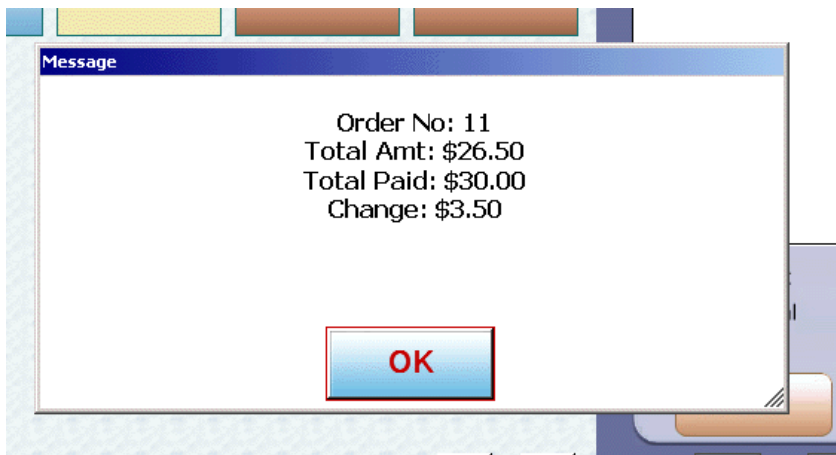 Message
Order No: 11
Total Amt: $26.50
Total Paid: $30.00
Change: $3.50
OK